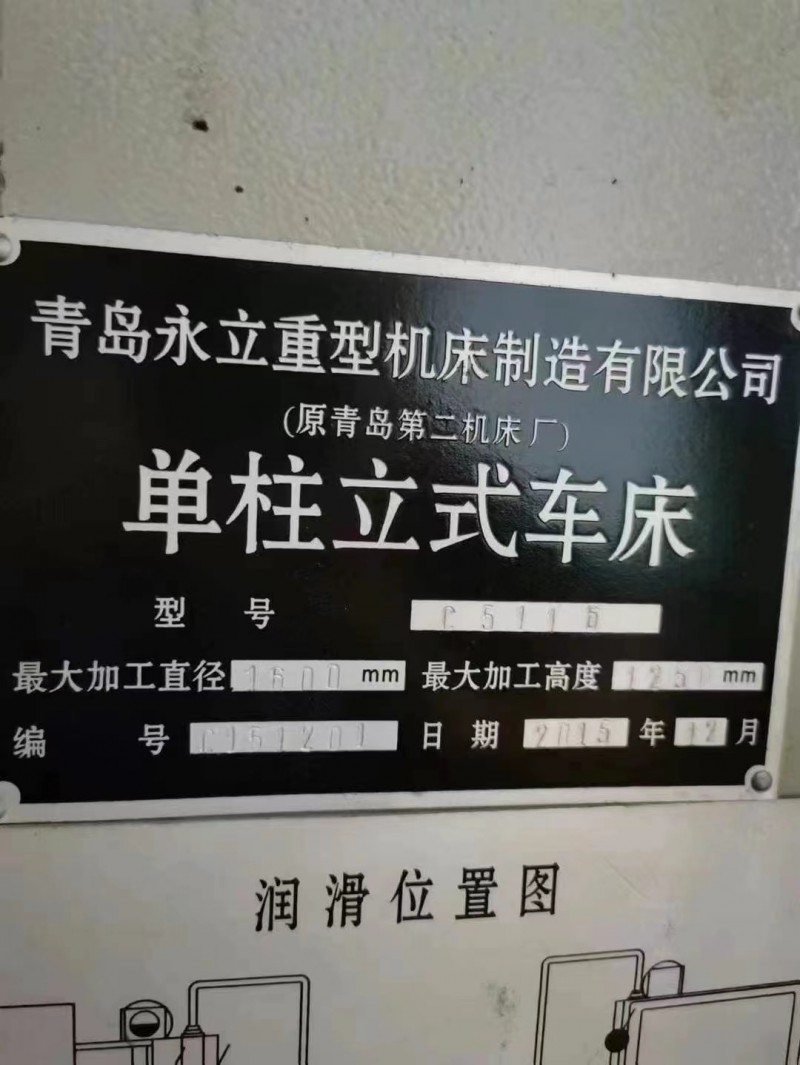 青岛永立重型机床制造有限公司
(原青岛第二机床厂)
单柱立式车床
型 号 C5116
最大加工直径 1600 mm 最大加工高度 1250 mm
编 号 日 期 2015 年 12 月
润滑位置图